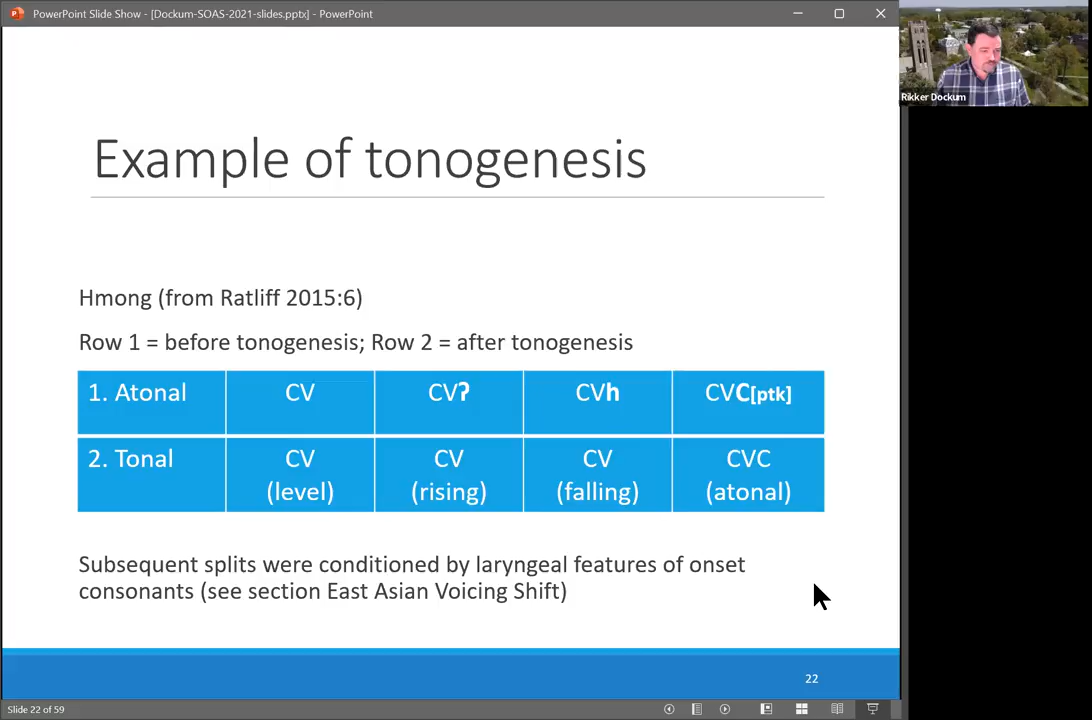 PowerPoint Slide Show - [Dockum-SOAS-2021-slides.pptx] - PowerPoint
Rikker Dockum
Example of tonogenesis
Hmong (from Ratliff 2015:6)
Row 1 = before tonogenesis; Row 2 = after tonogenesis
1. Atonal CV CVʔ CVh CVC[ptk]
2. Tonal CV CV CV CVC
(level) (rising) (falling) (atonal)
Subsequent splits were conditioned by laryngeal features of onset
consonants (see section East Asian Voicing Shift)
22
Slide 22 of 59